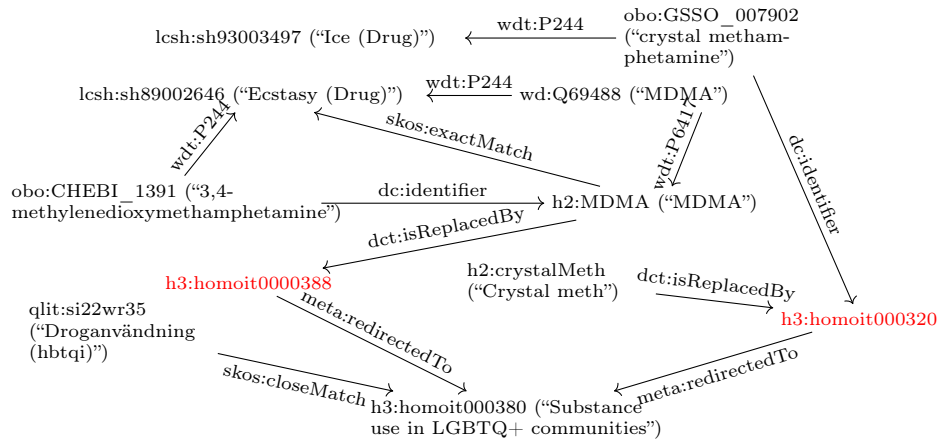 obo:GSSO_007902
(“crystal metham-
phetamine”)
wdt:P244
lcsh:sh93003497 (“Ice (Drug)”)
wdt:P244
lcsh:sh89002646 (“Ecstasy (Drug)”)
wd:Q69488 (“MDMA”)
wdt:P244
skos:exactMatch
wdt:P6417
dc:identifier
obo:CHEBI_1391 (“3,4-
methylenedioxymethamphetamine”)
dc:identifier
h2:MDMA (“MDMA”)
dct:isReplacedBy
h3:homoit0000388
h2:crystalMeth
(“Crystal meth”)
dct:isReplacedBy
h3:homoit000320
qlit:si22wr35
(“Droganvändning
(hbtqi)”)
meta:redirectedTo
meta:redirectedTo
skos:closeMatch
h3:homoit000380 (“Substance
use in LGBTQ+ communities”)